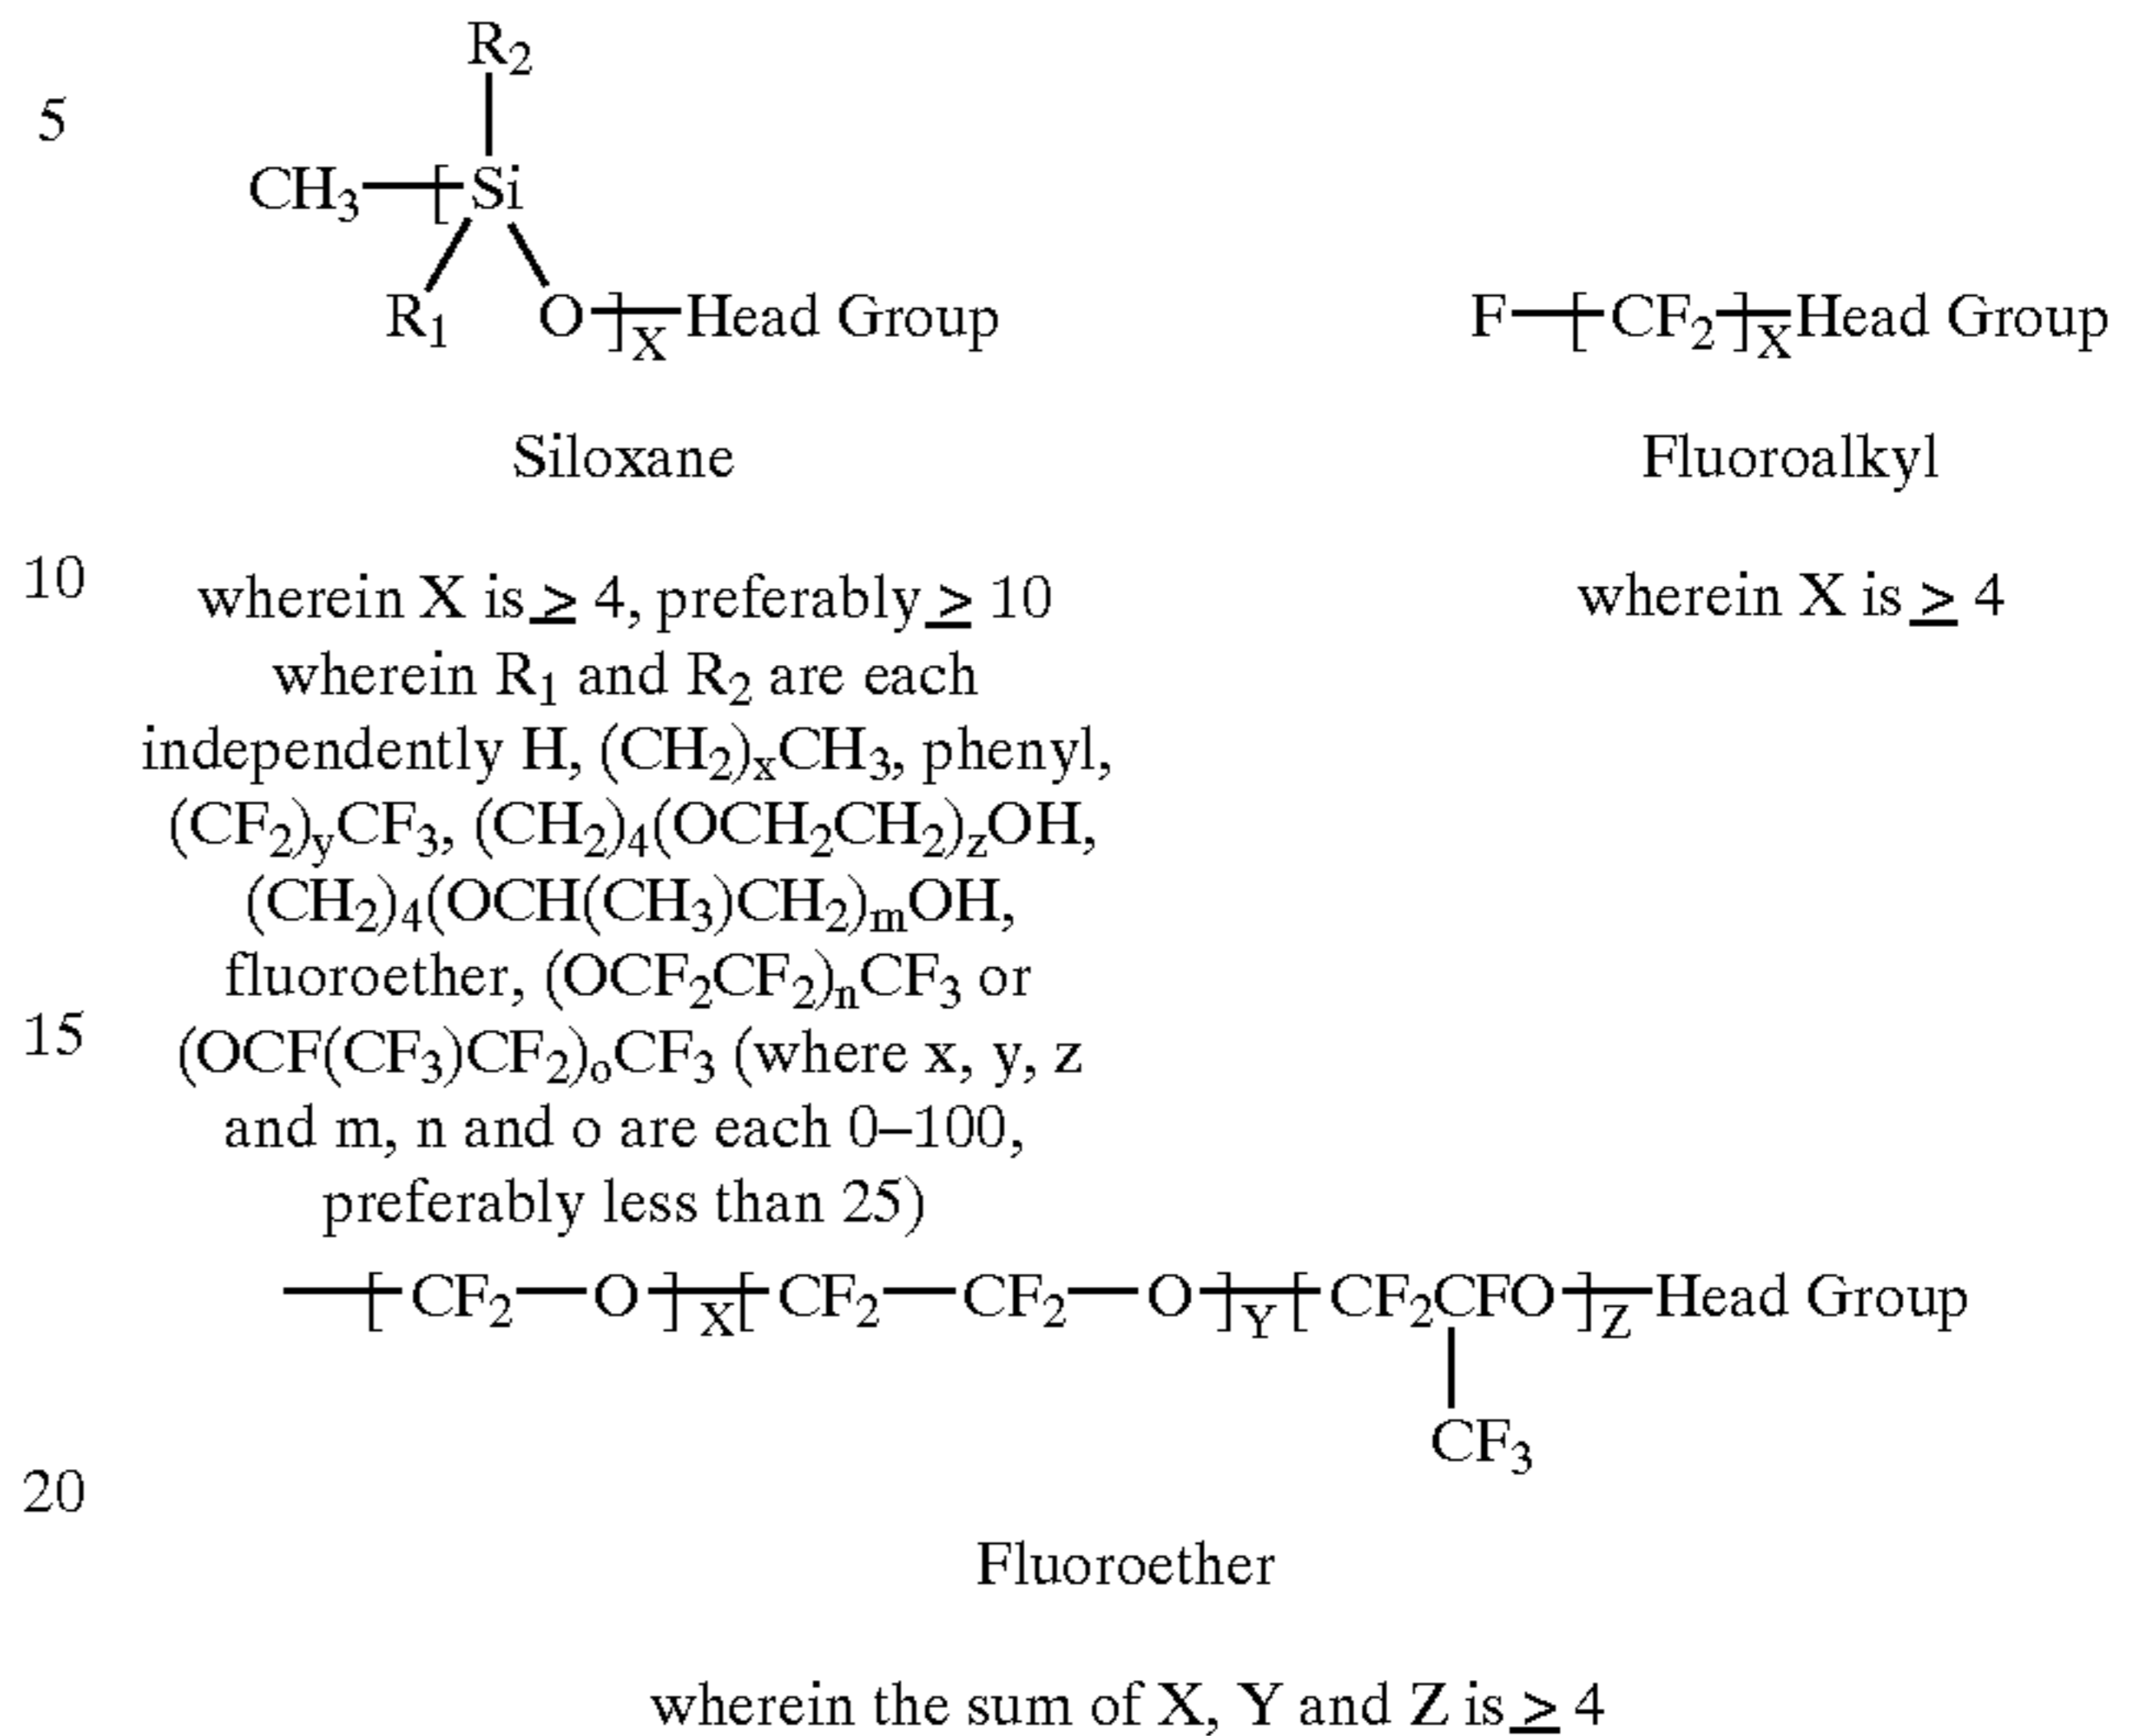 R2
5
CH3—[Si
R1 O]X—Head Group
F—[CF2]X—Head Group
Siloxane
Fluoroalkyl
10
wherein X is ≥ 4, preferably ≥ 10
wherein X is ≥ 4
wherein R1 and R2 are each
independently H, (CH2)xCH3, phenyl,
(CF2)yCF3, (CH2)4(OCH2CH2)zOH,
(CH2)4(OCH(CH3)CH2)mOH,
fluoroether, (OCF2CF2)nCF3 or
15
(OCF(CF3)CF2)oCF3 (where x, y, z
and m, n and o are each 0–100,
preferably less than 25)
—[CF2—O]X[CF2—CF2—O]Y[CF2CFO]Z—Head Group
CF3
20
Fluoroether
wherein the sum of X, Y and Z is ≥ 4